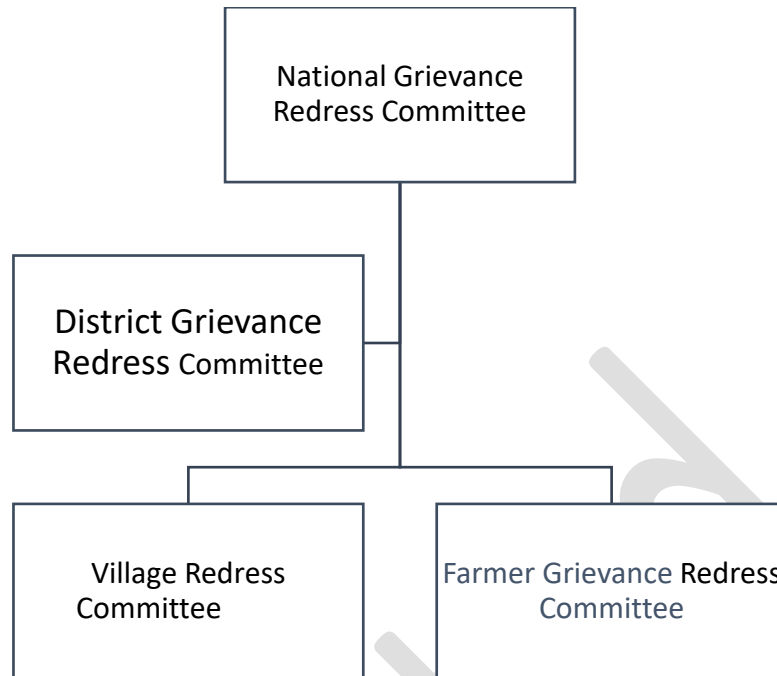 National Grievance
Redress Committee
District Grievance
Redress Committee
Village Redress
Committee
Farmer Grievance Redress
Committee